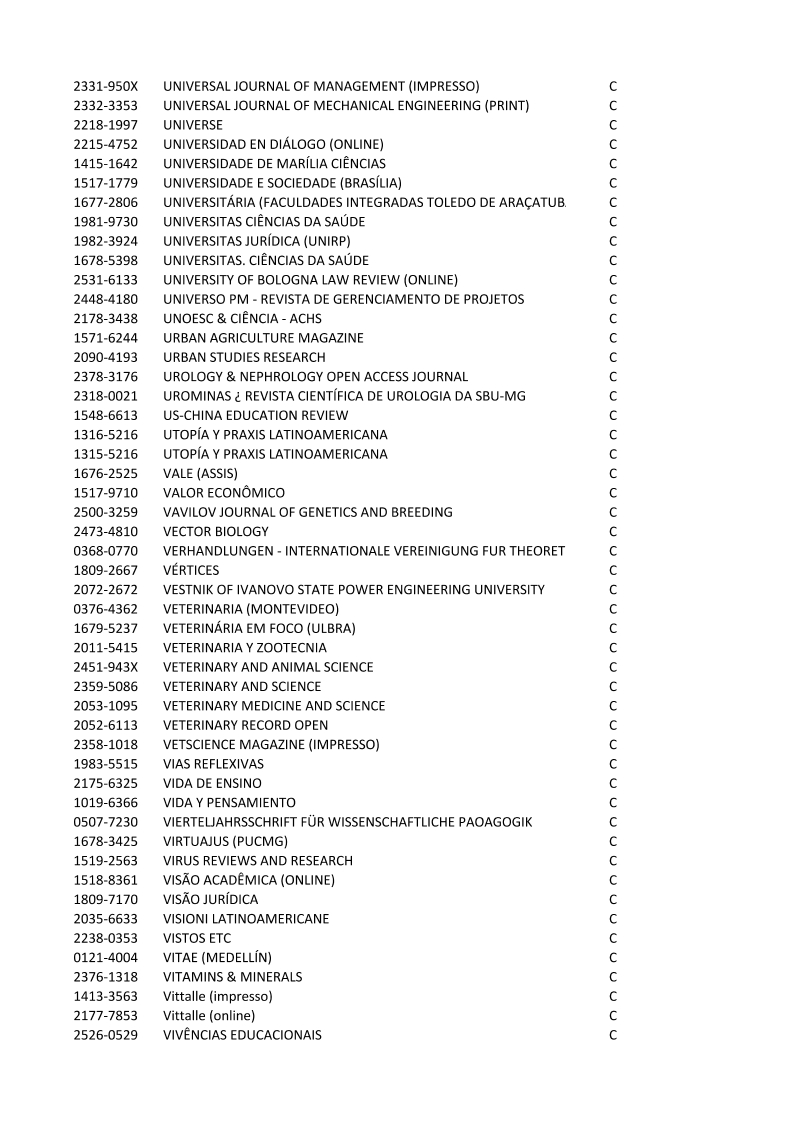 2331-950X UNIVERSAL JOURNAL OF MANAGEMENT (IMPRESSO) C
2332-3353 UNIVERSAL JOURNAL OF MECHANICAL ENGINEERING (PRINT) C
2218-1997 UNIVERSE C
2215-4752 UNIVERSIDAD EN DIÁLOGO (ONLINE) C
1415-1642 UNIVERSIDADE DE MARÍLIA CIÊNCIAS C
1517-1779 UNIVERSIDADE E SOCIEDADE (BRASÍLIA) C
1677-2806 UNIVERSITÁRIA (FACULDADES INTEGRADAS TOLEDO DE ARAÇATUB C
1981-9730 UNIVERSITAS CIÊNCIAS DA SAÚDE C
1982-3924 UNIVERSITAS JURÍDICA (UNIRP) C
1678-5398 UNIVERSITAS. CIÊNCIAS DA SAÚDE C
2531-6133 UNIVERSITY OF BOLOGNA LAW REVIEW (ONLINE) C
2448-4180 UNIVERSO PM - REVISTA DE GERENCIAMENTO DE PROJETOS C
2178-3438 UNOESC & CIÊNCIA - ACHS C
1571-6244 URBAN AGRICULTURE MAGAZINE C
2090-4193 URBAN STUDIES RESEARCH C
2378-3176 UROLOGY & NEPHROLOGY OPEN ACCESS JOURNAL C
2318-0021 UROMINAS ¿ REVISTA CIENTÍFICA DE UROLOGIA DA SBU-MG C
1548-6613 US-CHINA EDUCATION REVIEW C
1316-5216 UTOPÍA Y PRAXIS LATINOAMERICANA C
1315-5216 UTOPÍA Y PRAXIS LATINOAMERICANA C
1676-2525 VALE (ASSIS) C
1517-9710 VALOR ECONÔMICO C
2500-3259 VAVILOV JOURNAL OF GENETICS AND BREEDING C
2473-4810 VECTOR BIOLOGY C
0368-0770 VERHANDLUNGEN - INTERNATIONALE VEREINIGUNG FUR THEORET C
1809-2667 VÉRTICES C
2072-2672 VESTNIK OF IVANOVO STATE POWER ENGINEERING UNIVERSITY C
0376-4362 VETERINARIA (MONTEVIDEO) C
1679-5237 VETERINÁRIA EM FOCO (ULBRA) C
2011-5415 VETERINARIA Y ZOOTECNIA C
2451-943X VETERINARY AND ANIMAL SCIENCE C
2359-5086 VETERINARY AND SCIENCE C
2053-1095 VETERINARY MEDICINE AND SCIENCE C
2052-6113 VETERINARY RECORD OPEN C
2358-1018 VETSCIENCE MAGAZINE (IMPRESSO) C
1983-5515 VIAS REFLEXIVAS C
2175-6325 VIDA DE ENSINO C
1019-6366 VIDA Y PENSAMIENTO C
0507-7230 VIERTELJAHRSSCHRIFT FÜR WISSENSCHAFTLICHE PAOAGOGIK C
1678-3425 VIRTUAJUS (PUCMG) C
1519-2563 VIRUS REVIEWS AND RESEARCH C
1518-8361 VISÃO ACADÊMICA (ONLINE) C
1809-7170 VISÃO JURÍDICA C
2035-6633 VISIONI LATINOAMERICANE C
2238-0353 VISTOS ETC C
0121-4004 VITAE (MEDELLÍN) C
2376-1318 VITAMINS & MINERALS C
1413-3563 Vittalle (impresso) C
2177-7853 Vittalle (online) C
2526-0529 VIVÊNCIAS EDUCACIONAIS C